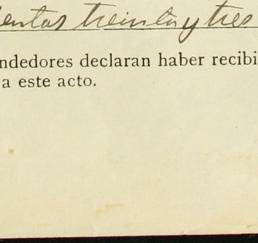 entas treinta y tres
ndedores declaran haber recibi
a este acto.